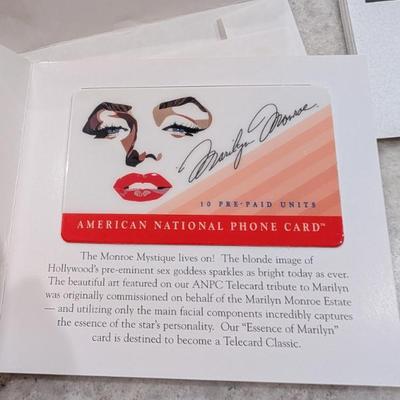 Marilyn Monroe
10 PRE-PAID UNITS
AMERICAN NATIONAL PHONE CARD™
The Monroe Mystique lives on! The blonde image of
Hollywood's pre-eminent sex goddess sparkles as bright today as ever.
The beautiful art featured on our ANPC Telecard tribute to Marilyn
was originally commissioned on behalf of the Marilyn Monroe Estate
— and utilizing only the main facial components incredibly captures
the essence of the star's personality. Our "Essence of Marilyn"
card is destined to become a Telecard Classic.